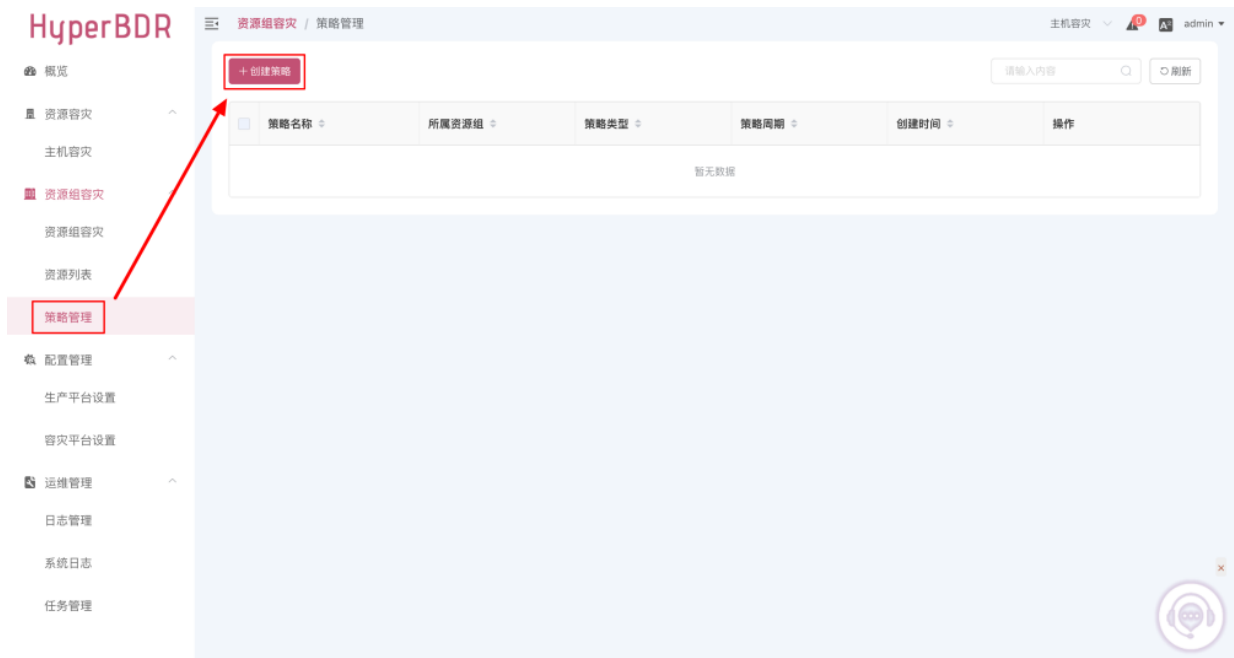 HyperBDR
资源组容灾 / 策略管理
主机容灾
0
A
admin
概览
资源容灾
主机容灾
资源组容灾
资源组容灾
资源列表
策略管理
配置管理
生产平台设置
容灾平台设置
运维管理
日志管理
系统日志
任务管理
+ 创建策略
请输入内容
刷新
策略名称
所属资源组
策略类型
策略周期
创建时间
操作
暂无数据